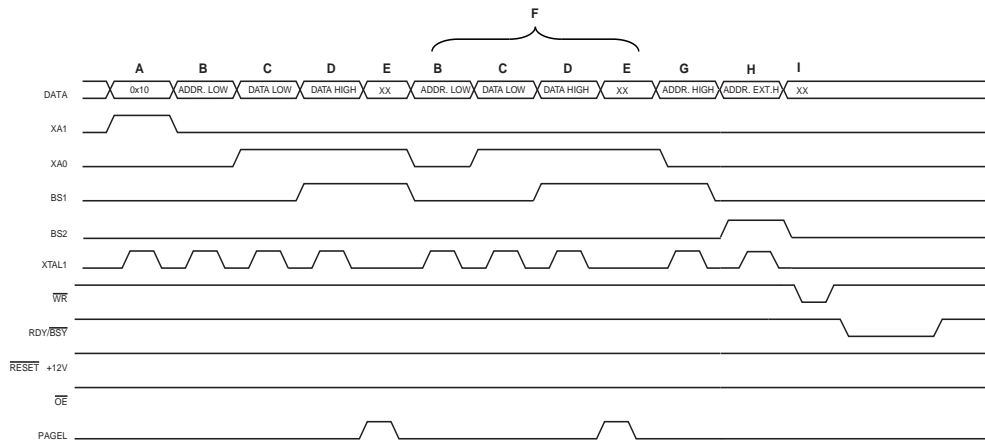 F
A B C D E B C D E G H I
DATA 0x10 ADDR. LOW DATA LOW DATA HIGH XX ADDR. LOW DATA LOW DATA HIGH XX ADDR. HIGH ADDR. EXT.H XX
XA1
XA0
BS1
BS2
XTAL1
WR
RDY/BSY
RESET +12V
OE
PAGEL